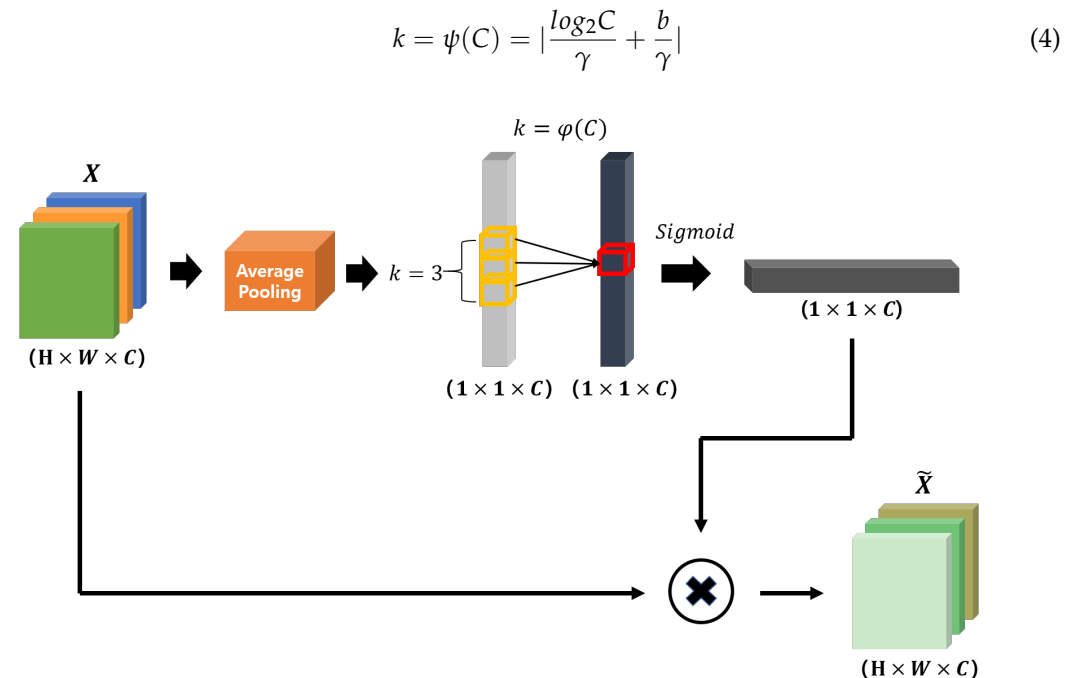 k = ψ(C) = |log₂C/γ + b/γ| (4)
k = φ(C)
X
Sigmoid
Average
Pooling
k = 3
(1 × 1 × C)
(H × W × C)
(1 × 1 × C) (1 × 1 × C)
X̃
(H × W × C)